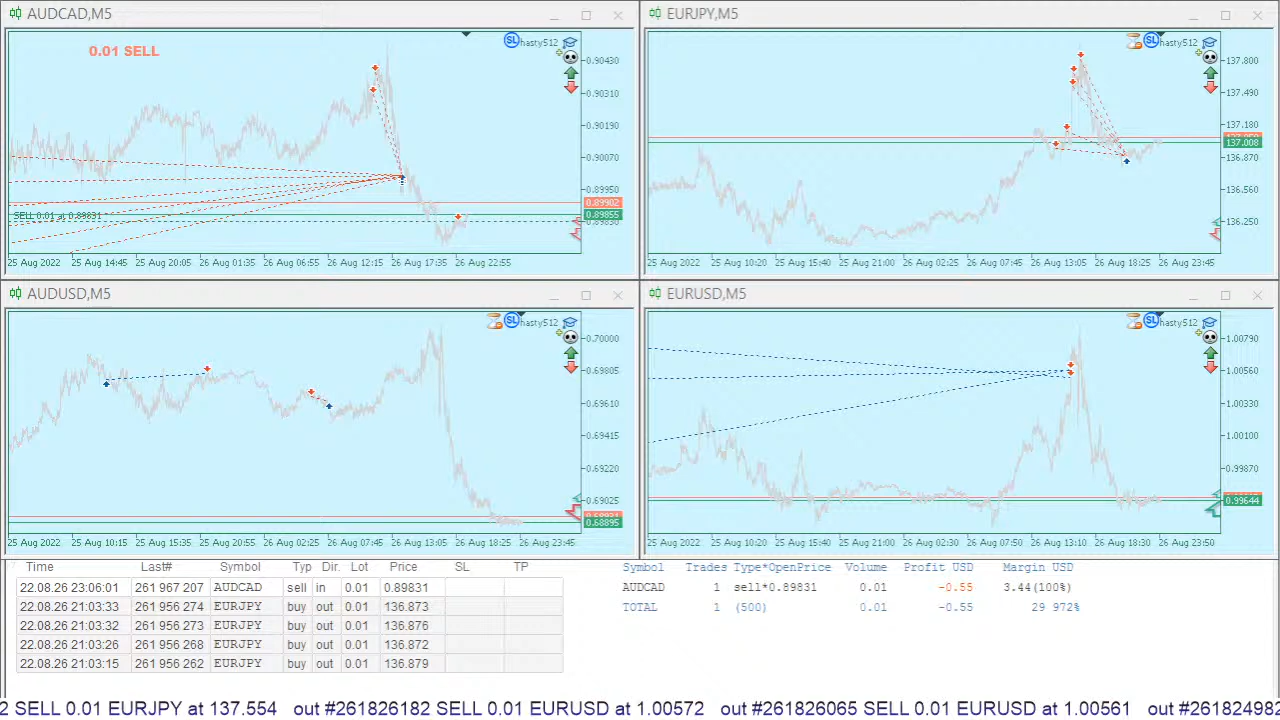 AUDCAD,M5
0.01 SELL
hasty512
0.90430
0.90310
0.90190
0.90070
0.89950
0.89902
0.89855
0.89830
SELL 0.01 at 0.89831
25 Aug 2022 25 Aug 14:45 25 Aug 20:05 26 Aug 01:35 26 Aug 06:55 26 Aug 12:15 26 Aug 17:35 26 Aug 22:55
EURJPY,M5
SL hasty512
137.800
137.490
137.180
137.008
136.870
136.560
136.250
25 Aug 2022 25 Aug 10:20 25 Aug 15:40 25 Aug 21:00 26 Aug 02:25 26 Aug 07:45 26 Aug 13:05 26 Aug 18:25 26 Aug 23:45
AUDUSD,M5
SL hasty512
0.70000
0.69805
0.69610
0.69415
0.69220
0.69025
0.68895
25 Aug 2022 25 Aug 10:15 25 Aug 15:35 25 Aug 20:55 26 Aug 02:25 26 Aug 07:45 26 Aug 13:05 26 Aug 18:25 26 Aug 23:45
EURUSD,M5
SL hasty512
1.00790
1.00560
1.00330
1.00100
0.99870
0.99644
25 Aug 2022 25 Aug 10:20 25 Aug 15:40 25 Aug 21:00 26 Aug 02:30 26 Aug 07:50 26 Aug 13:10 26 Aug 18:30 26 Aug 23:50
Time Last# Symbol Typ Dir. Lot Price SL TP
22.08.26 23:06:01 261 967 207 AUDCAD sell in 0.01 0.89831
22.08.26 21:03:33 261 956 274 EURJPY buy out 0.01 136.873
22.08.26 21:03:32 261 956 273 EURJPY buy out 0.01 136.876
22.08.26 21:03:26 261 956 268 EURJPY buy out 0.01 136.872
22.08.26 21:03:15 261 956 262 EURJPY buy out 0.01 136.879
Symbol Trades Type*OpenPrice Volume Profit USD Margin USD
AUDCAD 1 sell*0.89831 0.01 -0.55 3.44(100%)
TOTAL 1 (500) 0.01 -0.55 29 972%
2 SELL 0.01 EURJPY at 137.554 out #261826182 SELL 0.01 EURUSD at 1.00572 out #261826065 SELL 0.01 EURUSD at 1.00561 out #261824982